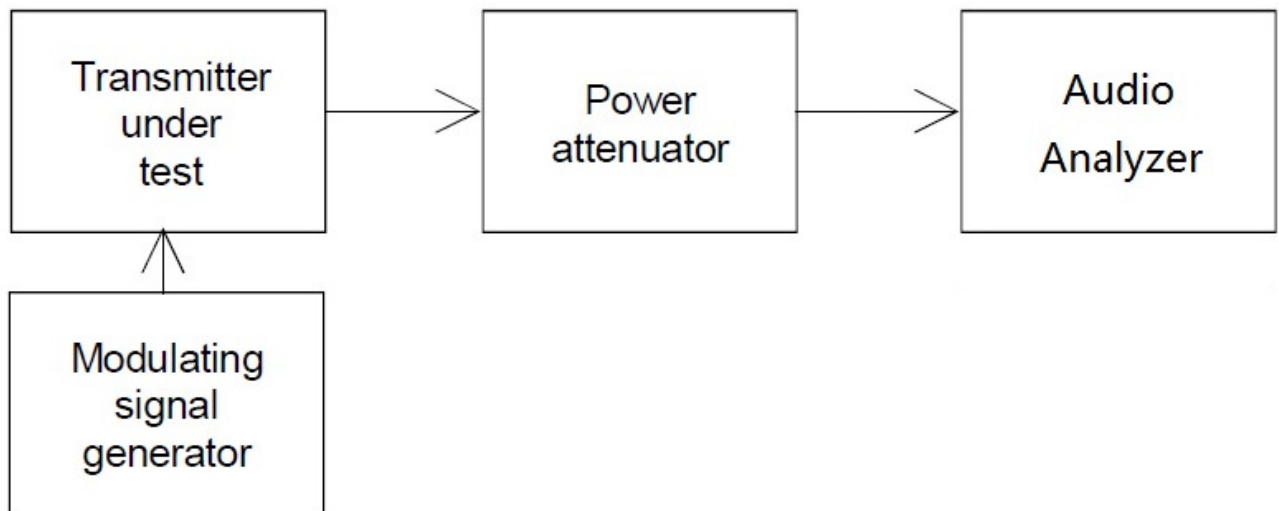 Transmitter
under
test
Power
attenuator
Audio
Analyzer
Modulating
signal
generator